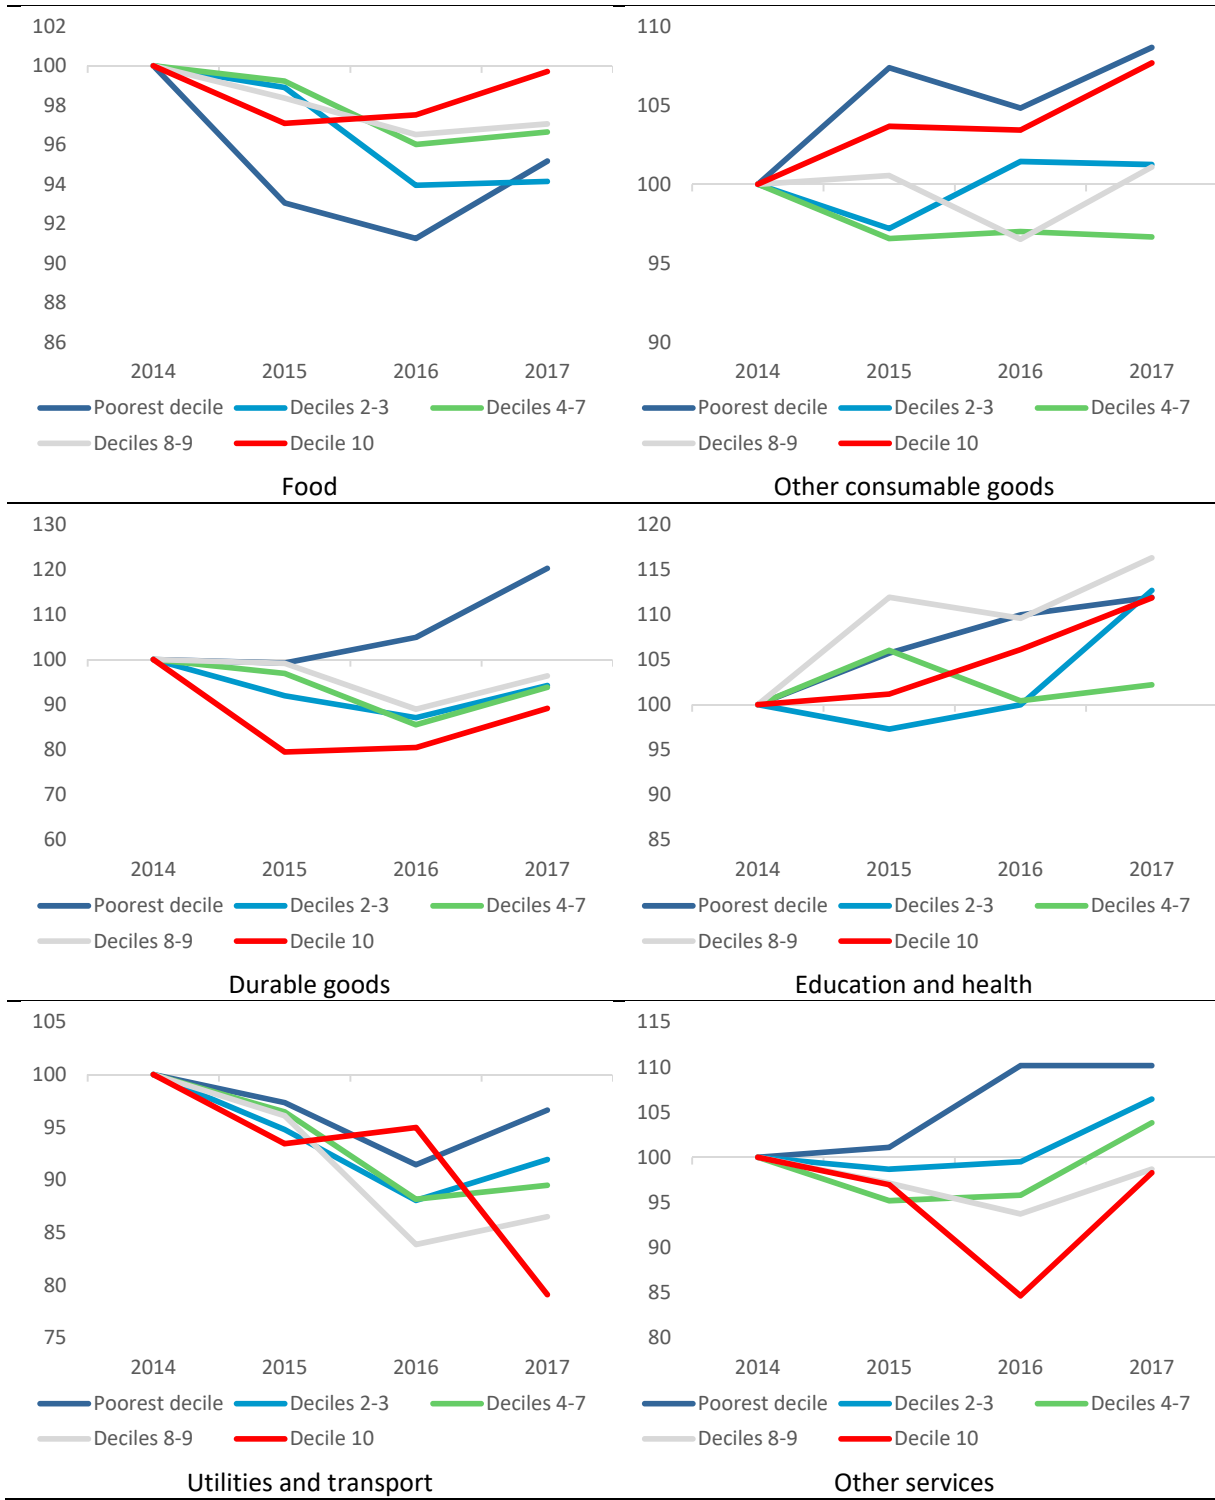 102
100
98
96
94
92
90
88
86
2014 2015 2016 2017
Poorest decile Deciles 2-3 Deciles 4-7
Deciles 8-9 Decile 10
Food
110
105
100
95
90
2014 2015 2016 2017
Poorest decile Deciles 2-3 Deciles 4-7
Deciles 8-9 Decile 10
Other consumable goods
130
120
110
100
90
80
70
60
2014 2015 2016 2017
Poorest decile Deciles 2-3 Deciles 4-7
Deciles 8-9 Decile 10
Durable goods
120
115
110
105
100
95
90
85
2014 2015 2016 2017
Poorest decile Deciles 2-3 Deciles 4-7
Deciles 8-9 Decile 10
Education and health
105
100
95
90
85
80
75
2014 2015 2016 2017
Poorest decile Deciles 2-3 Deciles 4-7
Deciles 8-9 Decile 10
Utilities and transport
115
110
105
100
95
90
85
80
2014 2015 2016 2017
Poorest decile Deciles 2-3 Deciles 4-7
Deciles 8-9 Decile 10
Other services